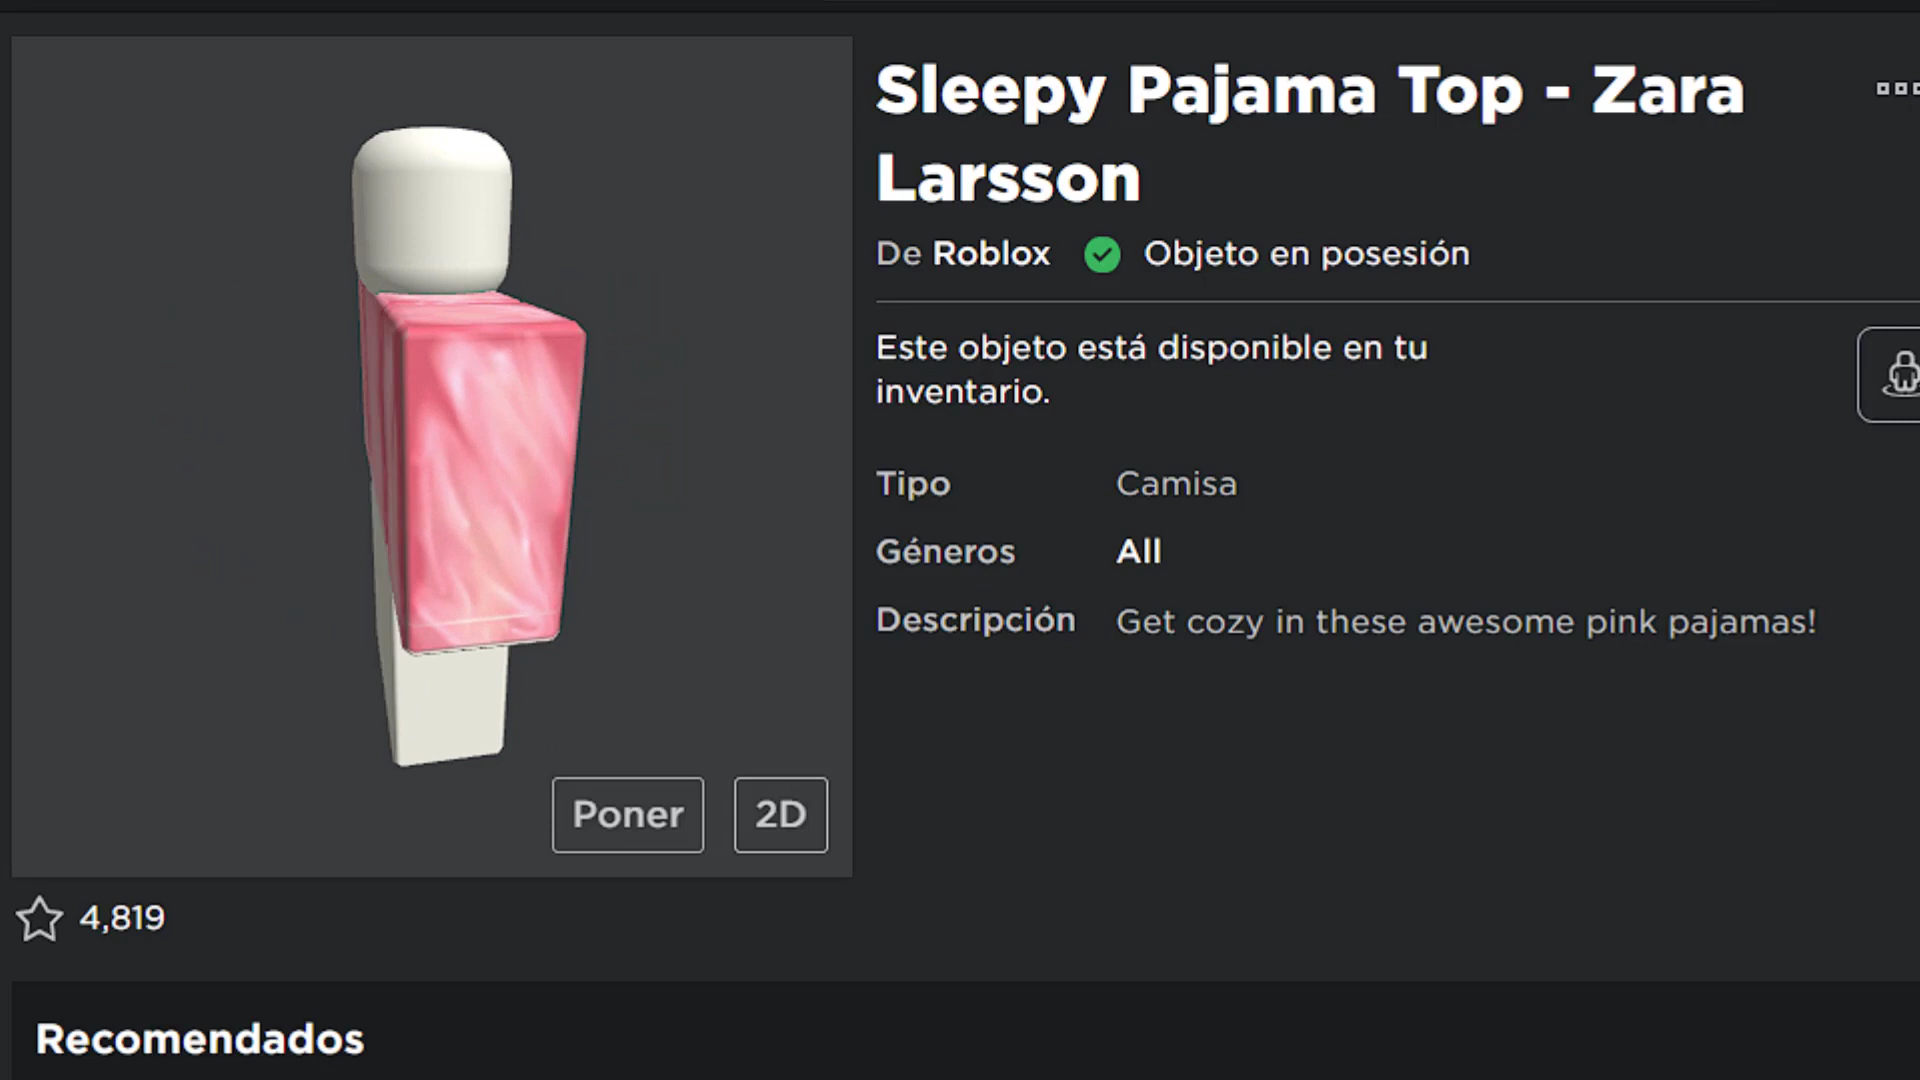 Sleepy Pajama Top - Zara
Larsson
De Roblox Objeto en posesión
Este objeto está disponible en tu
inventario.
Tipo Camisa
Géneros All
Descripción Get cozy in these awesome pink pajamas!
Poner 2D
4,819
Recomendados